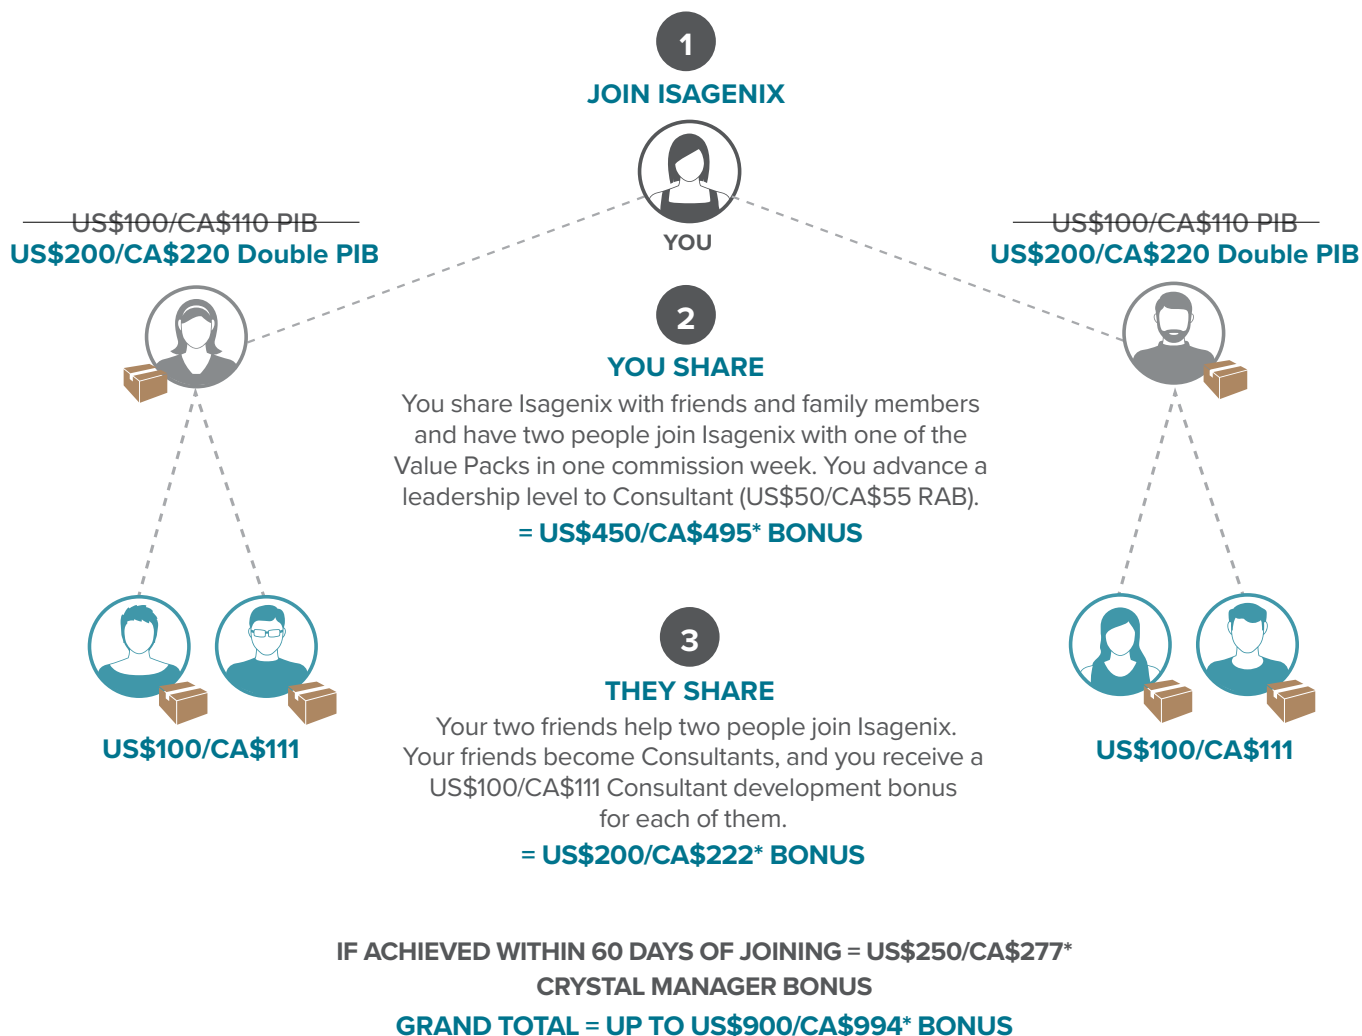 1
JOIN ISAGENIX
YOU
US$100/CA$110 PIB
US$200/CA$220 Double PIB
US$100/CA$110 PIB
US$200/CA$220 Double PIB
2
YOU SHARE
You share Isagenix with friends and family members
and have two people join Isagenix with one of the
Value Packs in one commission week. You advance a
leadership level to Consultant (US$50/CA$55 RAB).
= US$450/CA$495* BONUS
3
THEY SHARE
Your two friends help two people join Isagenix.
Your friends become Consultants, and you receive a
US$100/CA$111 Consultant development bonus
for each of them.
= US$200/CA$222* BONUS
US$100/CA$111
US$100/CA$111
IF ACHIEVED WITHIN 60 DAYS OF JOINING = US$250/CA$277*
CRYSTAL MANAGER BONUS
GRAND TOTAL = UP TO US$900/CA$994* BONUS